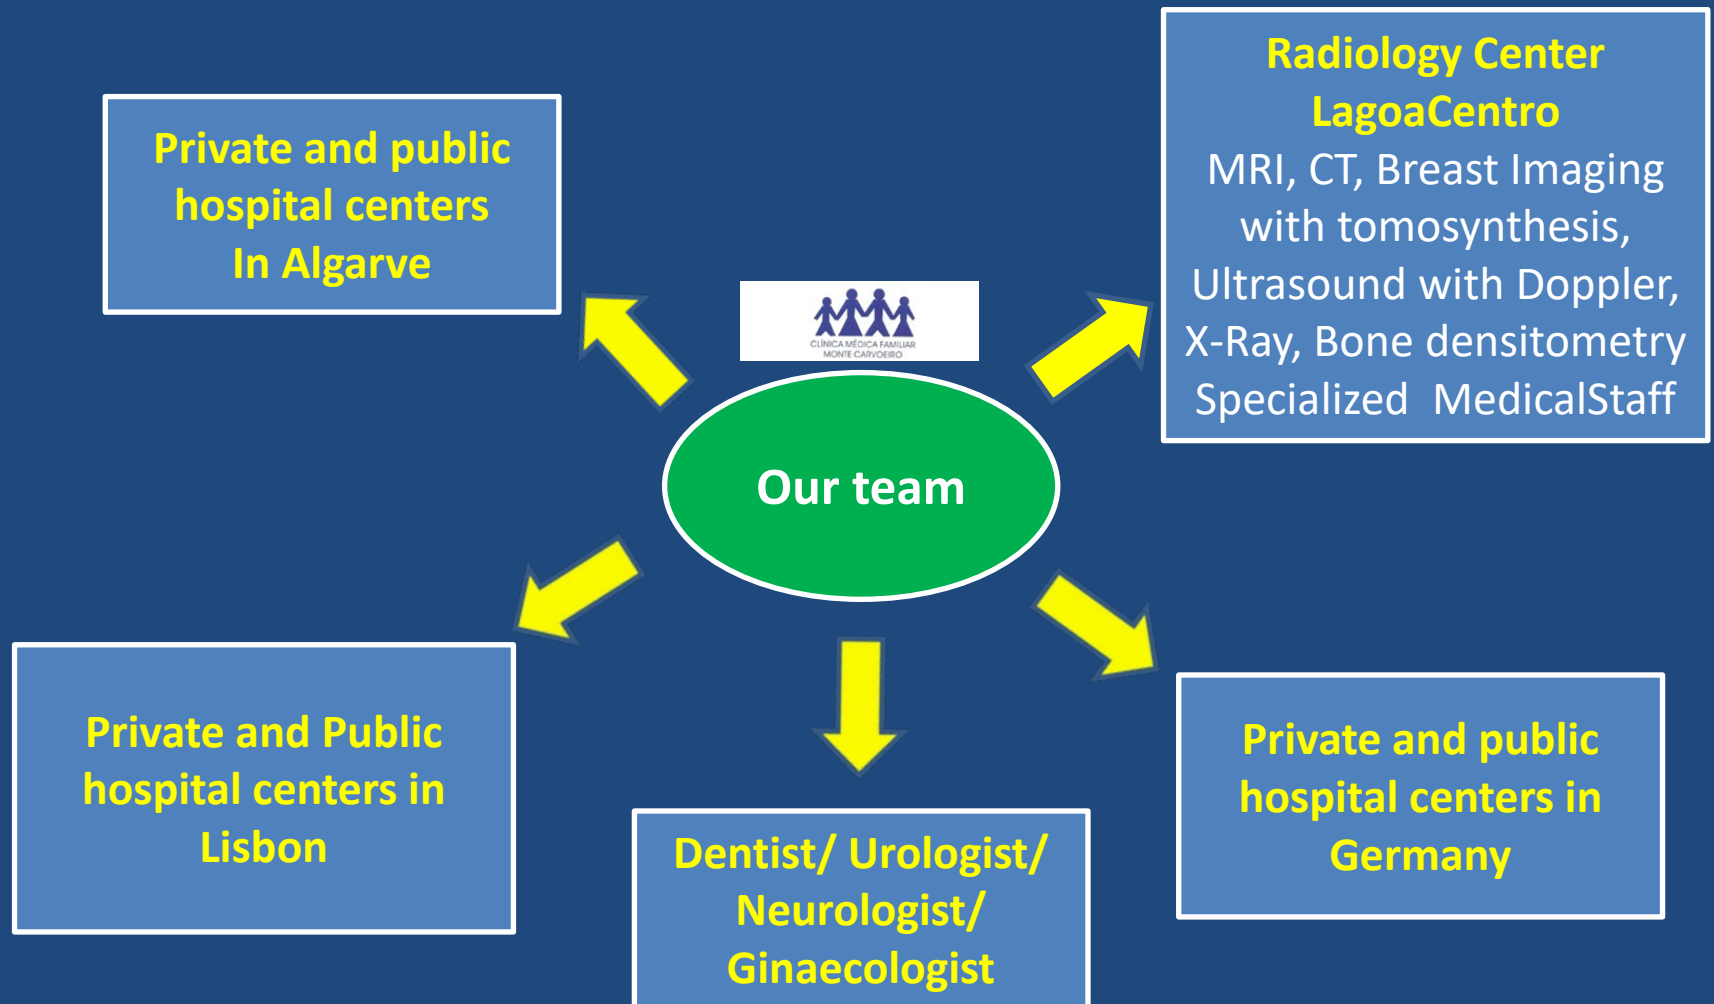 Private and public
hospital centers
In Algarve
Radiology Center
LagoaCentro
MRI, CT, Breast Imaging
with tomosynthesis,
Ultrasound with Doppler,
X-Ray, Bone densitometry
Specialized MedicalStaff
CLÍNICA MÉDICA FAMILIAR
MONTE CARVOEIRO
Our team
Private and Public
hospital centers in
Lisbon
Dentist/ Urologist/
Neurologist/
Ginaecologist
Private and public
hospital centers in
Germany